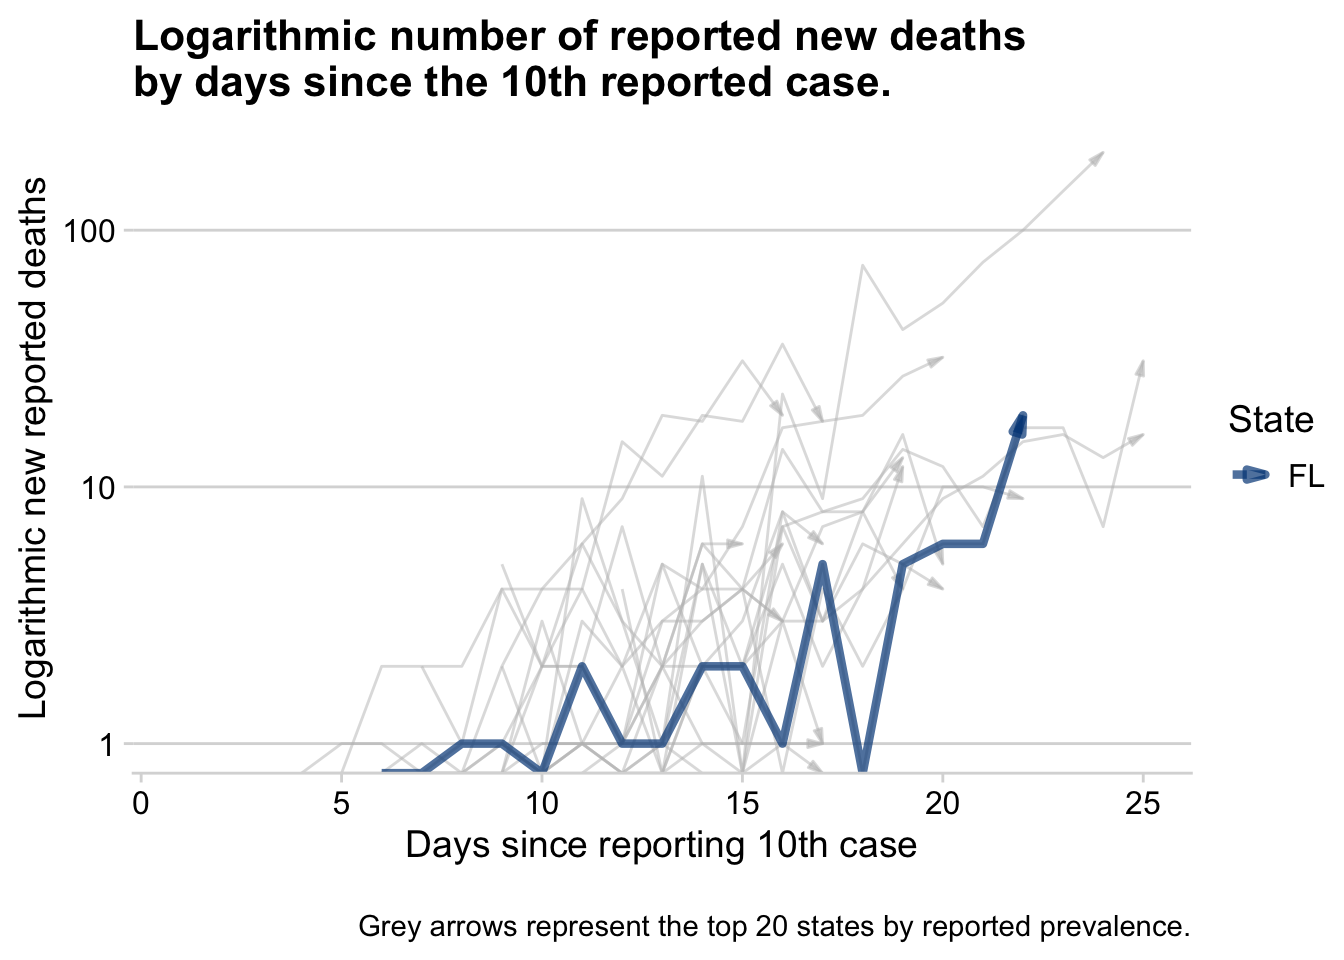 Logarithmic number of reported new deaths
by days since the 10th reported case.
Logarithmic new reported deaths
100
10
1
0
5
10
15
20
25
Days since reporting 10th case
State
FL
Grey arrows represent the top 20 states by reported prevalence.